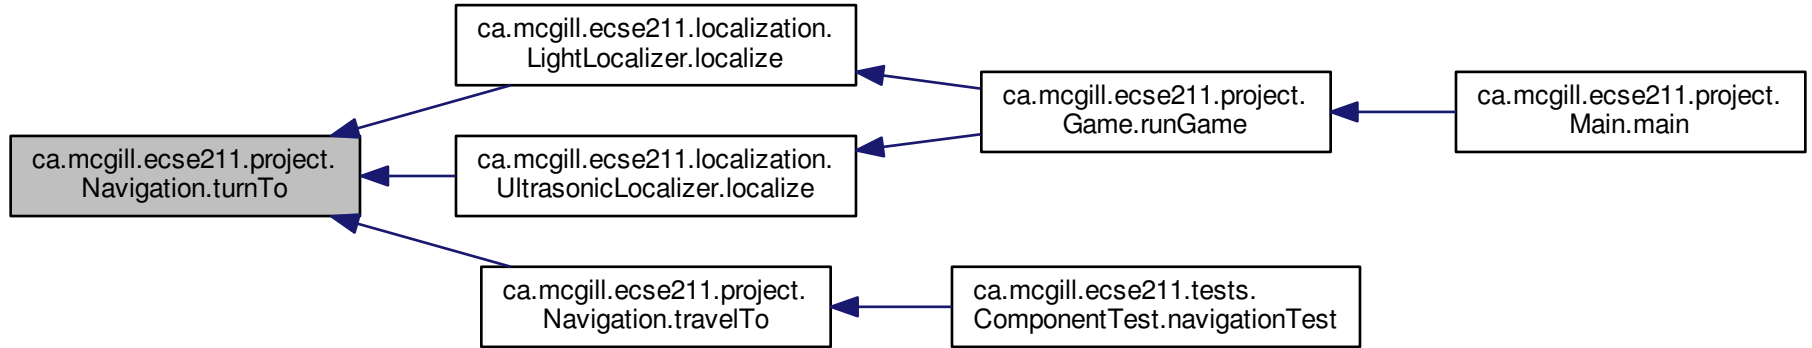 ca.mcgill.ecse211.project.
Navigation.turnTo
ca.mcgill.ecse211.localization.
LightLocalizer.localize
ca.mcgill.ecse211.localization.
UltrasonicLocalizer.localize
ca.mcgill.ecse211.project.
Navigation.travelTo
ca.mcgill.ecse211.project.
Game.runGame
ca.mcgill.ecse211.tests.
ComponentTest.navigationTest
ca.mcgill.ecse211.project.
Main.main